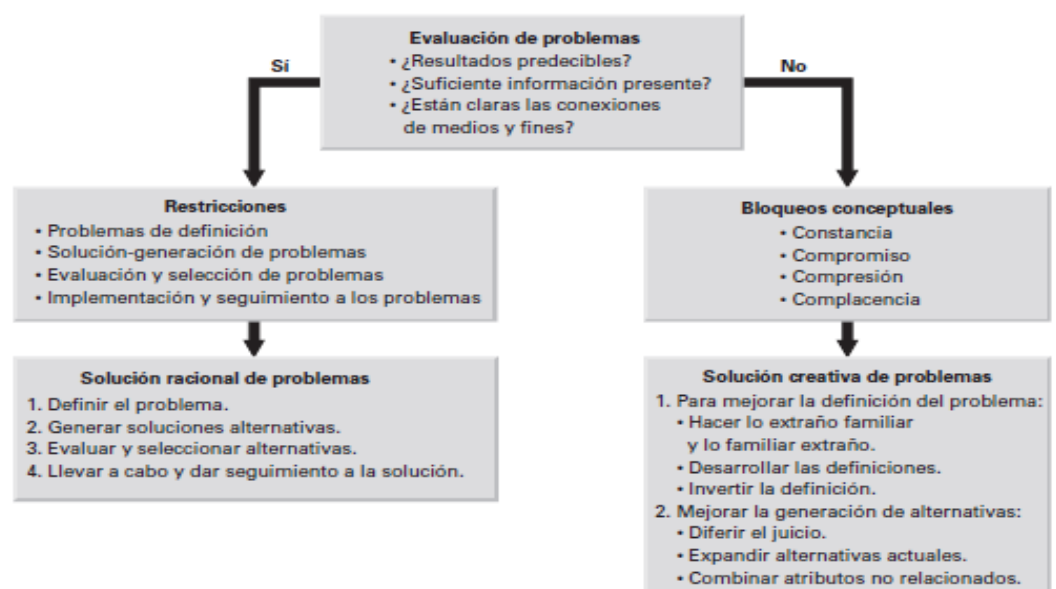 Evaluación de problemas
• ¿Resultados predecibles?
• ¿Suficiente información presente?
• ¿Están claras las conexiones
de medios y fines?
Sí
No
Restricciones
• Problemas de definición
• Solución-generación de problemas
• Evaluación y selección de problemas
• Implementación y seguimiento a los problemas
Bloqueos conceptuales
• Constancia
• Compromiso
• Compresión
• Complacencia
Solución racional de problemas
1. Definir el problema.
2. Generar soluciones alternativas.
3. Evaluar y seleccionar alternativas.
4. Llevar a cabo y dar seguimiento a la solución.
Solución creativa de problemas
1. Para mejorar la definición del problema:
• Hacer lo extraño familiar
y lo familiar extraño.
• Desarrollar las definiciones.
• Invertir la definición.
2. Mejorar la generación de alternativas:
• Diferir el juicio.
• Expandir alternativas actuales.
• Combinar atributos no relacionados.